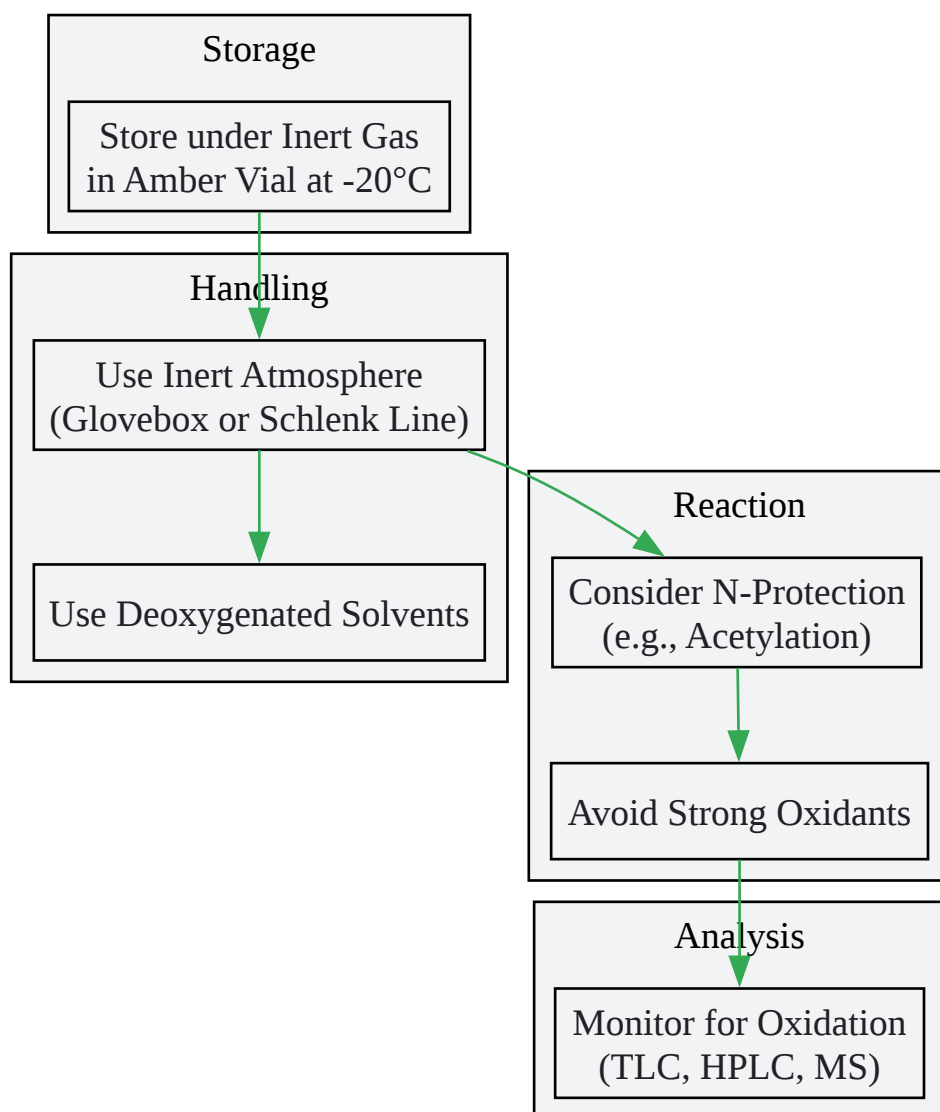 Storage
Store under Inert Gas
in Amber Vial at -20°C
Handling
Use Inert Atmosphere
(Glovebox or Schlenk Line)
Use Deoxygenated Solvents
Reaction
Consider N-Protection
(e.g., Acetylation)
Avoid Strong Oxidants
Analysis
Monitor for Oxidation
(TLC, HPLC, MS)